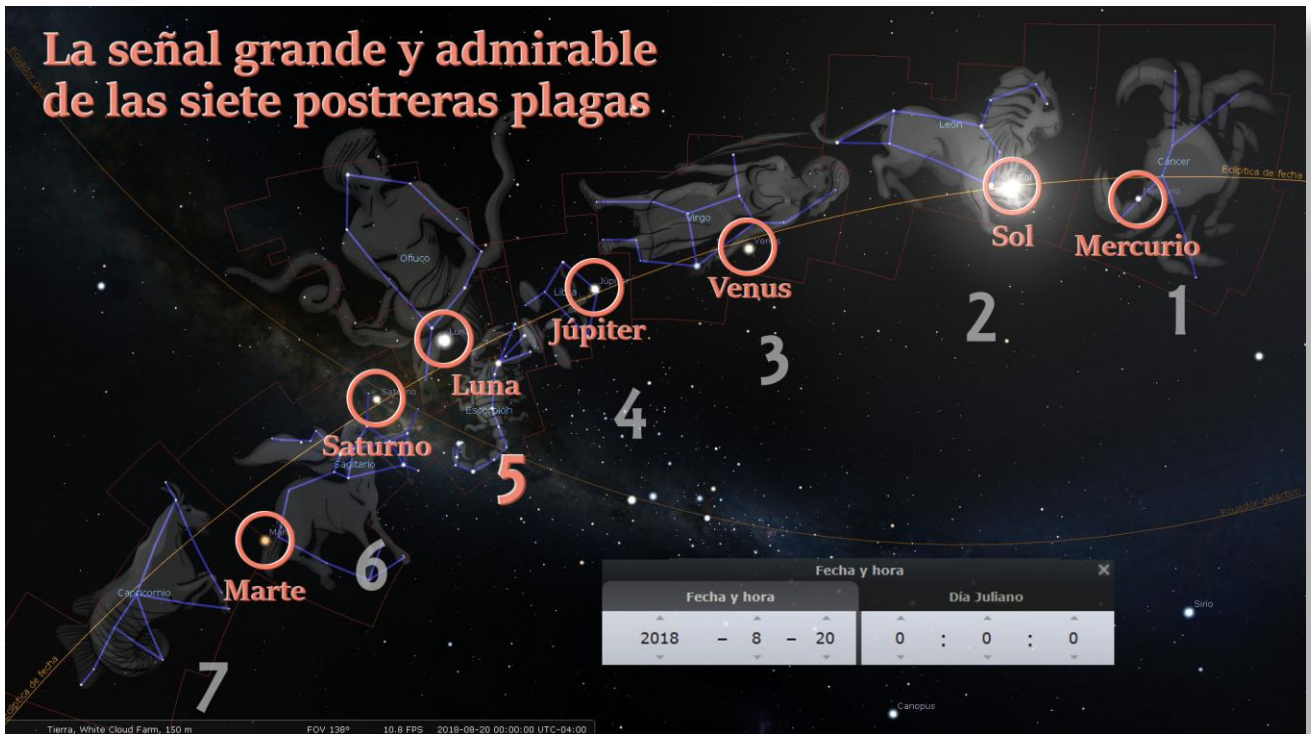 La señal grande y admirable
de las siete postreras plagas
León
Cáncer
Eclíptica de fecha
Sol
Mercurio
Virgo
Venus
Ofiuco
Libra
Júpiter
Luna
Saturno
Escorpión
Sagitario
Marte
Capricornio
1
2
3
4
5
6
7
Ecuador galáctico
Fecha y hora
Fecha y hora
Día Juliano
2018 – 8 – 20
0 : 0 : 0
Sirio
Canopus
Eclíptica de fecha
Tierra, White Cloud Farm, 150 m FOV 138° 10.8 FPS 2018-08-20 00:00:00 UTC-04:00